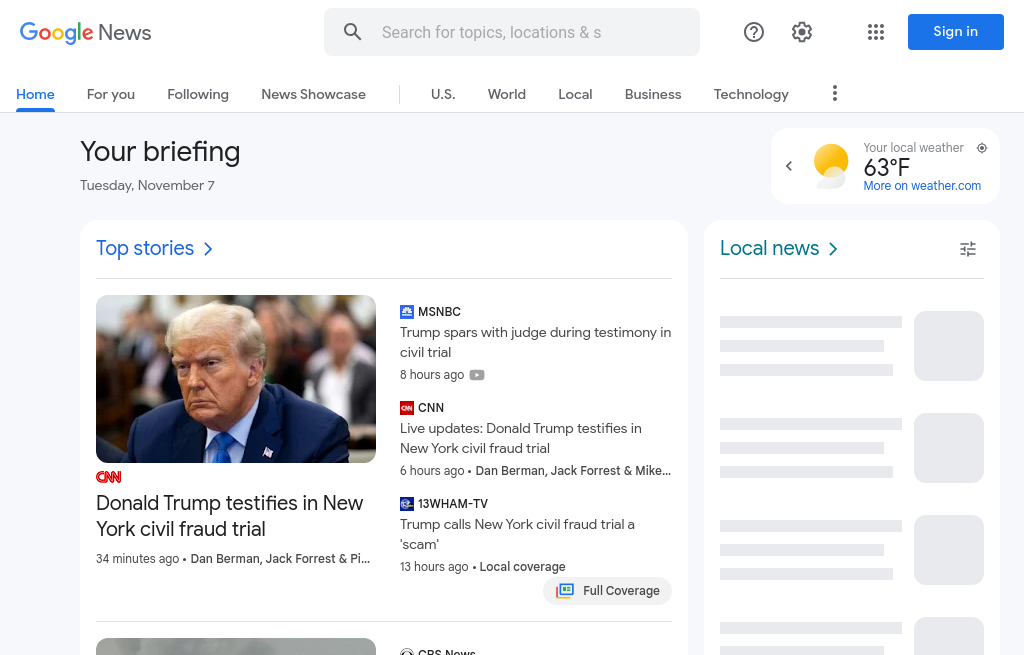 Google News
Search for topics, locations & s
Sign in
Home
For you
Following
News Showcase
U.S.
World
Local
Business
Technology
Your briefing
Tuesday, November 7
Your local weather
63°F
More on weather.com
Top stories
CNN
Donald Trump testifies in New
York civil fraud trial
34 minutes ago • Dan Berman, Jack Forrest & Pi...
MSNBC
Trump spars with judge during testimony in
civil trial
8 hours ago
CNN
CNN
Live updates: Donald Trump testifies in
New York civil fraud trial
6 hours ago • Dan Berman, Jack Forrest & Mike...
13WHAM-TV
Trump calls New York civil fraud trial a
'scam'
13 hours ago • Local coverage
Full Coverage
CBS News
Local news